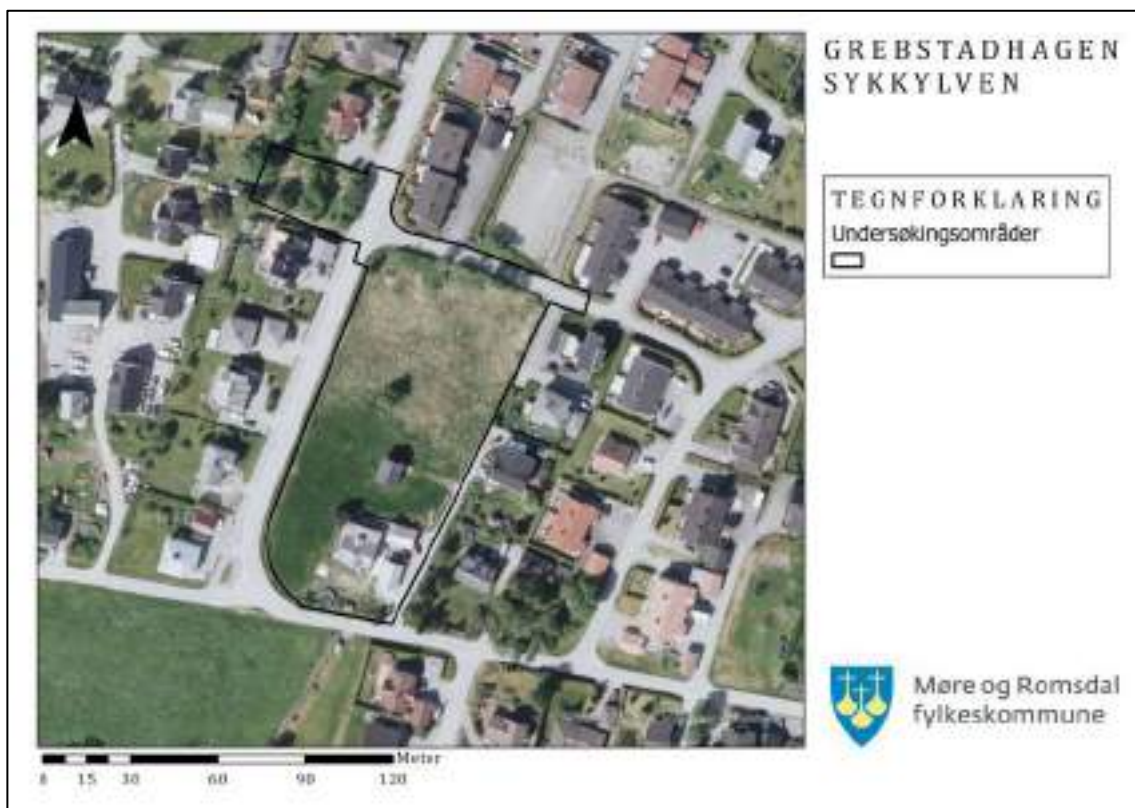 GREBSTADHAGEN
SYKKYLVEN
TEGNFORKLARING
Undersøkingsområder
Møre og Romsdal
fylkeskommune
Meter
0 15 30 60 90 120